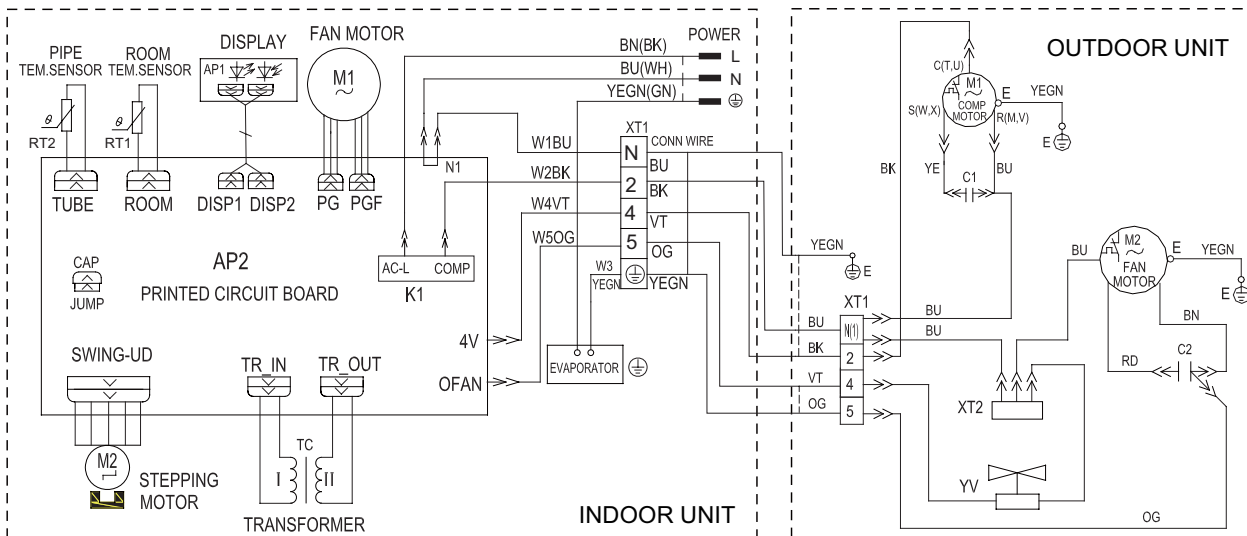 PIPE
TEM.SENSOR
ROOM
TEM.SENSOR
DISPLAY
AP1
FAN MOTOR
M1
~
BN(BK)
BU(WH)
YEGN(GN)
POWER
L
N
θ
RT2
θ
RT1
TUBE
ROOM
DISP1
DISP2
PG
PGF
N1
AP2
PRINTED CIRCUIT BOARD
CAP
JUMP
AC-L
COMP
K1
SWING-UD
TR_IN
TR_OUT
4V
OFAN
M2
STEPPING
MOTOR
TC
I
II
TRANSFORMER
EVAPORATOR
W1BU
W2BK
W4VT
W5OG
W3
YEGN
XT1
N
2
4
5
CONN WIRE
BU
BK
VT
OG
YEGN
INDOOR UNIT
OUTDOOR UNIT
C(T,U)
M1
~
COMP
MOTOR
S(W,X)
R(M,V)
E
YEGN
E
BK
YE
BU
C1
YEGN
E
XT1
N(1)
2
4
5
BU
BK
VT
OG
BU
BU
BU
M2
~
FAN
MOTOR
E
YEGN
E
BN
RD
C2
XT2
YV
OG